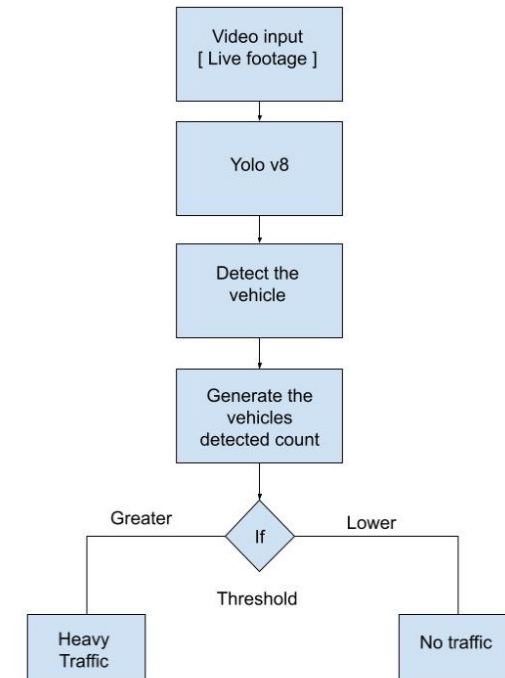 Video input
[ Live footage ]
Yolo v8
Detect the
vehicle
Generate the
vehicles
detected count
Greater
If
Lower
Threshold
Heavy
Traffic
No traffic